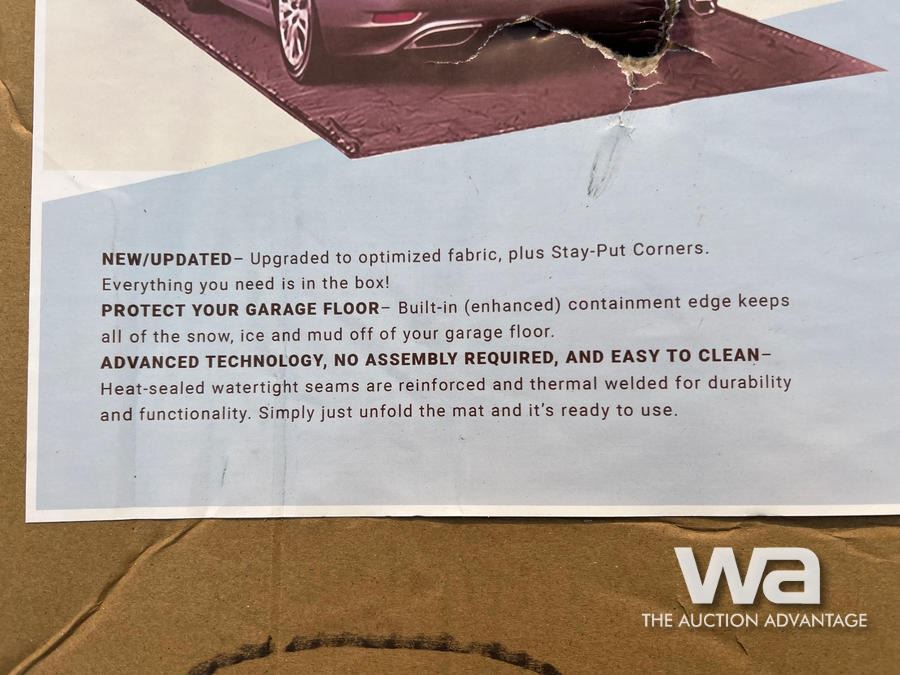 NEW/UPDATED– Upgraded to optimized fabric, plus Stay-Put Corners.
Everything you need is in the box!
PROTECT YOUR GARAGE FLOOR– Built-in (enhanced) containment edge keeps
all of the snow, ice and mud off of your garage floor.
ADVANCED TECHNOLOGY, NO ASSEMBLY REQUIRED, AND EASY TO CLEAN–
Heat-sealed watertight seams are reinforced and thermal welded for durability
and functionality. Simply just unfold the mat and it's ready to use.
wa
THE AUCTION ADVANTAGE